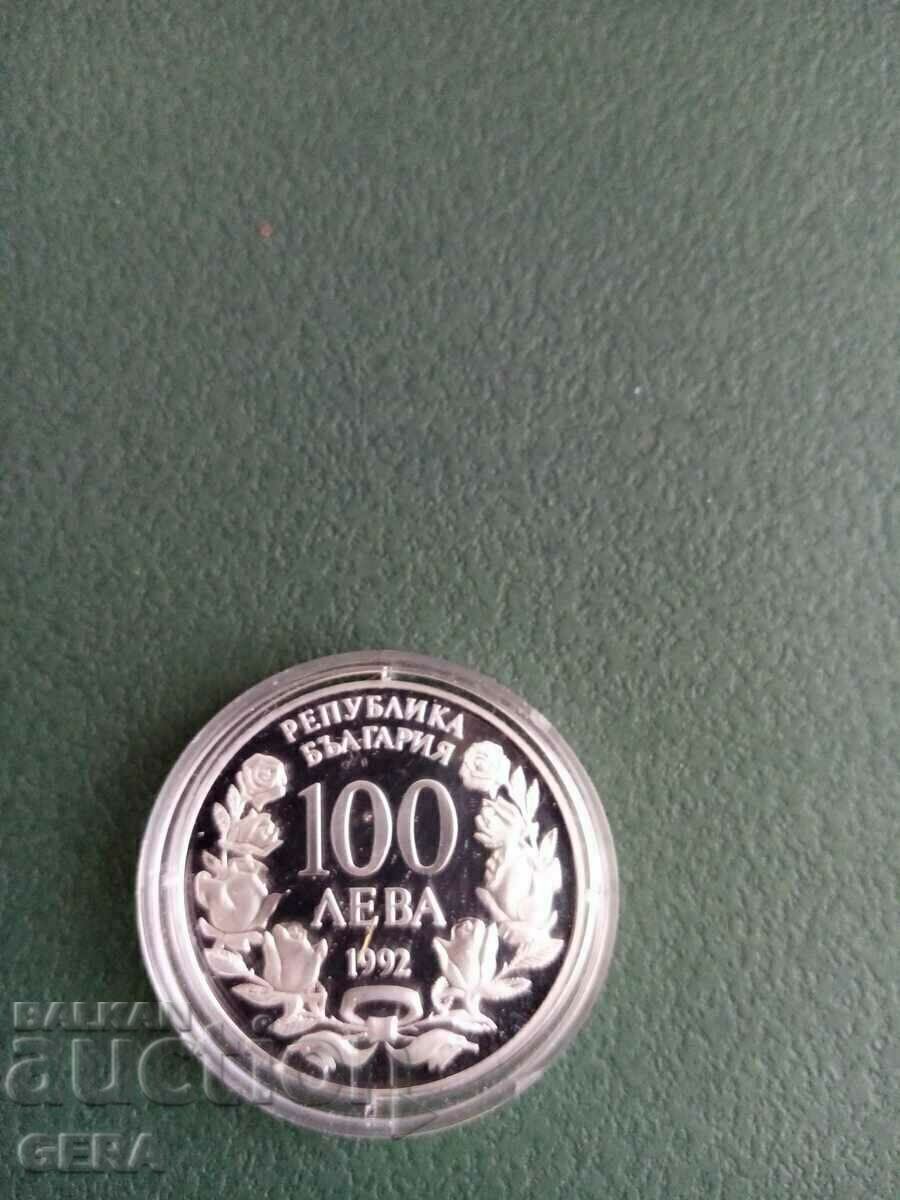 РЕПУБЛИКА
БЪЛГАРИЯ
100
ЛЕВА
1992
BALKAN
auction
GERA